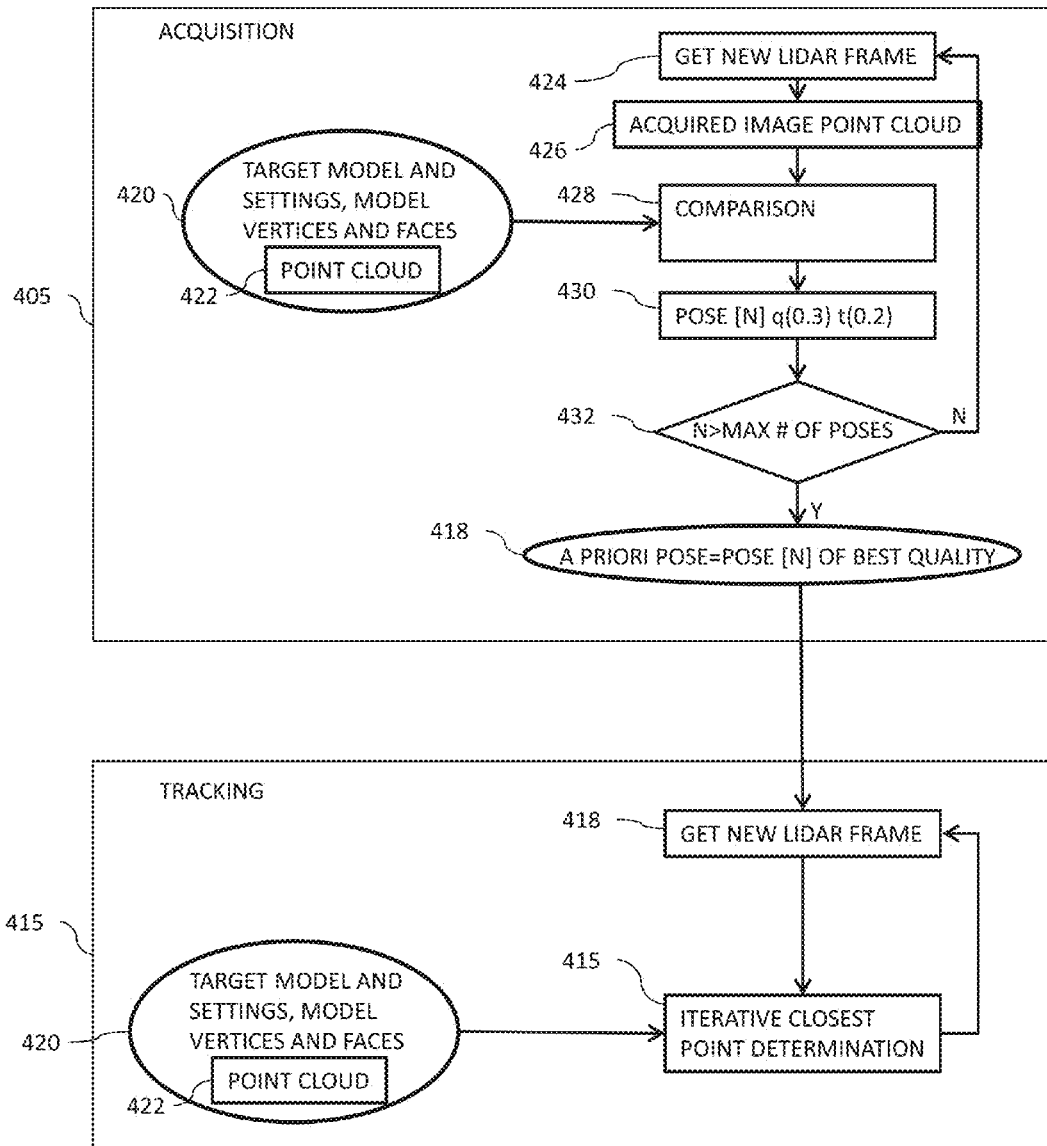 ACQUISITION
GET NEW LIDAR FRAME
424
ACQUIRED IMAGE POINT CLOUD
426
TARGET MODEL AND
SETTINGS, MODEL
VERTICES AND FACES
420
POINT CLOUD
422
428
COMPARISON
405
430
POSE [N] q(0.3) t(0.2)
432
N>MAX # OF POSES
N
Y
418
A PRIORI POSE=POSE [N] OF BEST QUALITY
TRACKING
418
GET NEW LIDAR FRAME
415
TARGET MODEL AND
SETTINGS, MODEL
VERTICES AND FACES
420
POINT CLOUD
422
415
ITERATIVE CLOSEST
POINT DETERMINATION